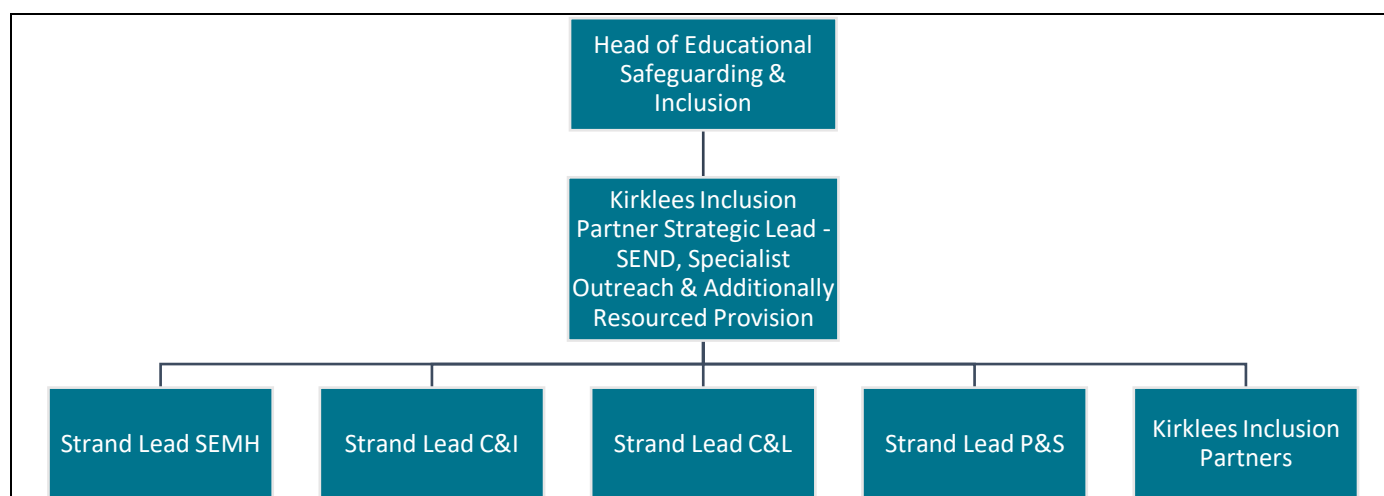 Head of Educational
Safeguarding &
Inclusion
Kirklees Inclusion
Partner Strategic Lead -
SEND, Specialist
Outreach & Additionally
Resourced Provision
Strand Lead SEMH
Strand Lead C&I
Strand Lead C&L
Strand Lead P&S
Kirklees Inclusion
Partners